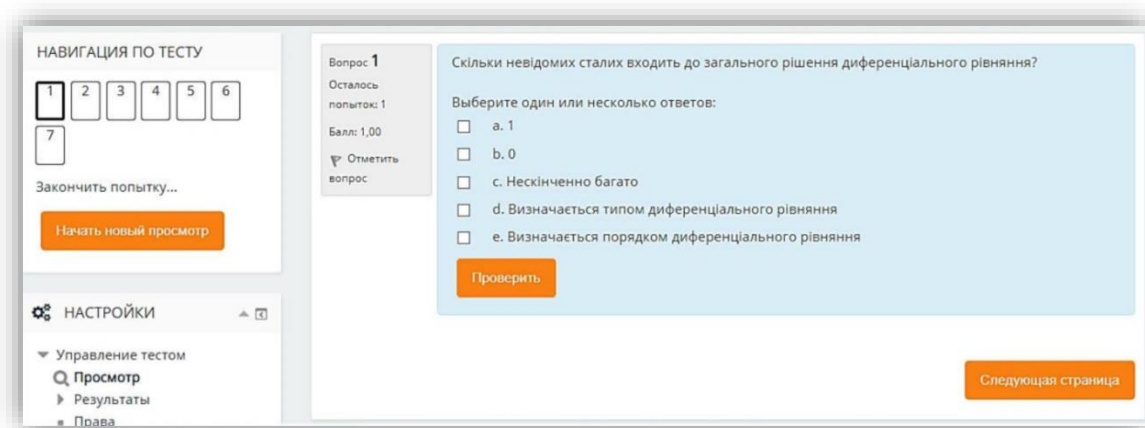 НАВИГАЦИЯ ПО ТЕСТУ
1 2 3 4 5 6
7
Закончить попытку...
Начать новый просмотр
НАСТРОЙКИ
Управление тестом
Просмотр
Результаты
Права
Вопрос 1
Осталось
попыток: 1
Балл: 1,00
Отметить
вопрос
Скільки невідомих сталих входить до загального рішення диференціального рівняння?
Выберите один или несколько ответов:
a. 1
b. 0
c. Нескінченно багато
d. Визначається типом диференціального рівняння
e. Визначається порядком диференціального рівняння
Проверить
Следующая страница